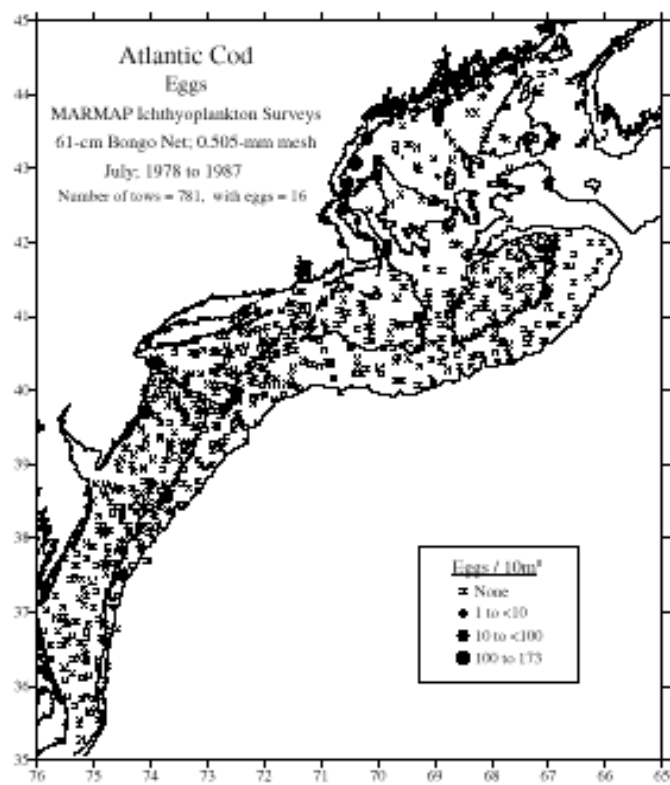 Atlantic Cod
Eggs
MARMAP Ichthyoplankton Surveys
61-cm Bongo Net; 0.505-mm mesh
July; 1978 to 1987
Number of tows = 781, with eggs = 16
45
44
43
42
41
40
39
38
37
36
35
Eggs / 10m²
None
1 to <10
10 to <100
100 to 173
76 75 74 73 72 71 70 69 68 67 66 65